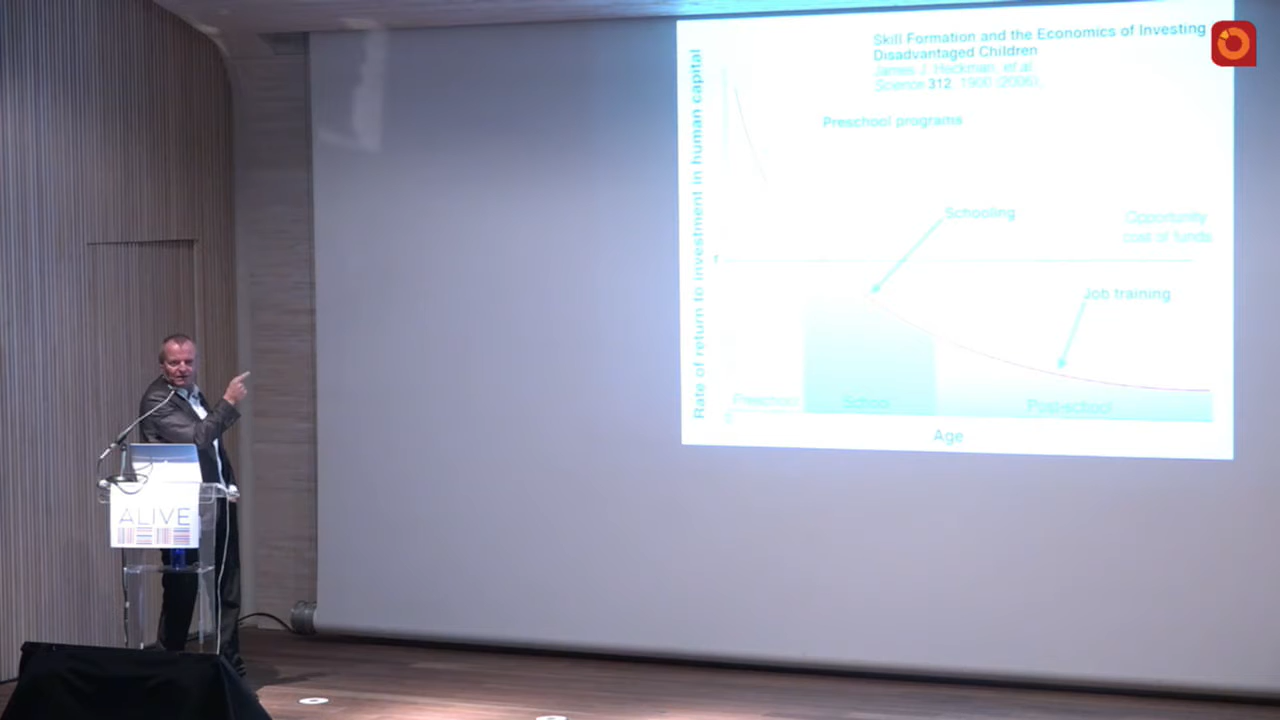 Skill Formation and the Economics of Investing
Disadvantaged Children
James J. Heckman, et al.
Science 312, 1900 (2006),
Rate of return to investment in human capital
Preschool programs
Schooling
Opportunity
cost of funds
r
Job training
Preschool
School
Post-school
0
Age
ALIVE